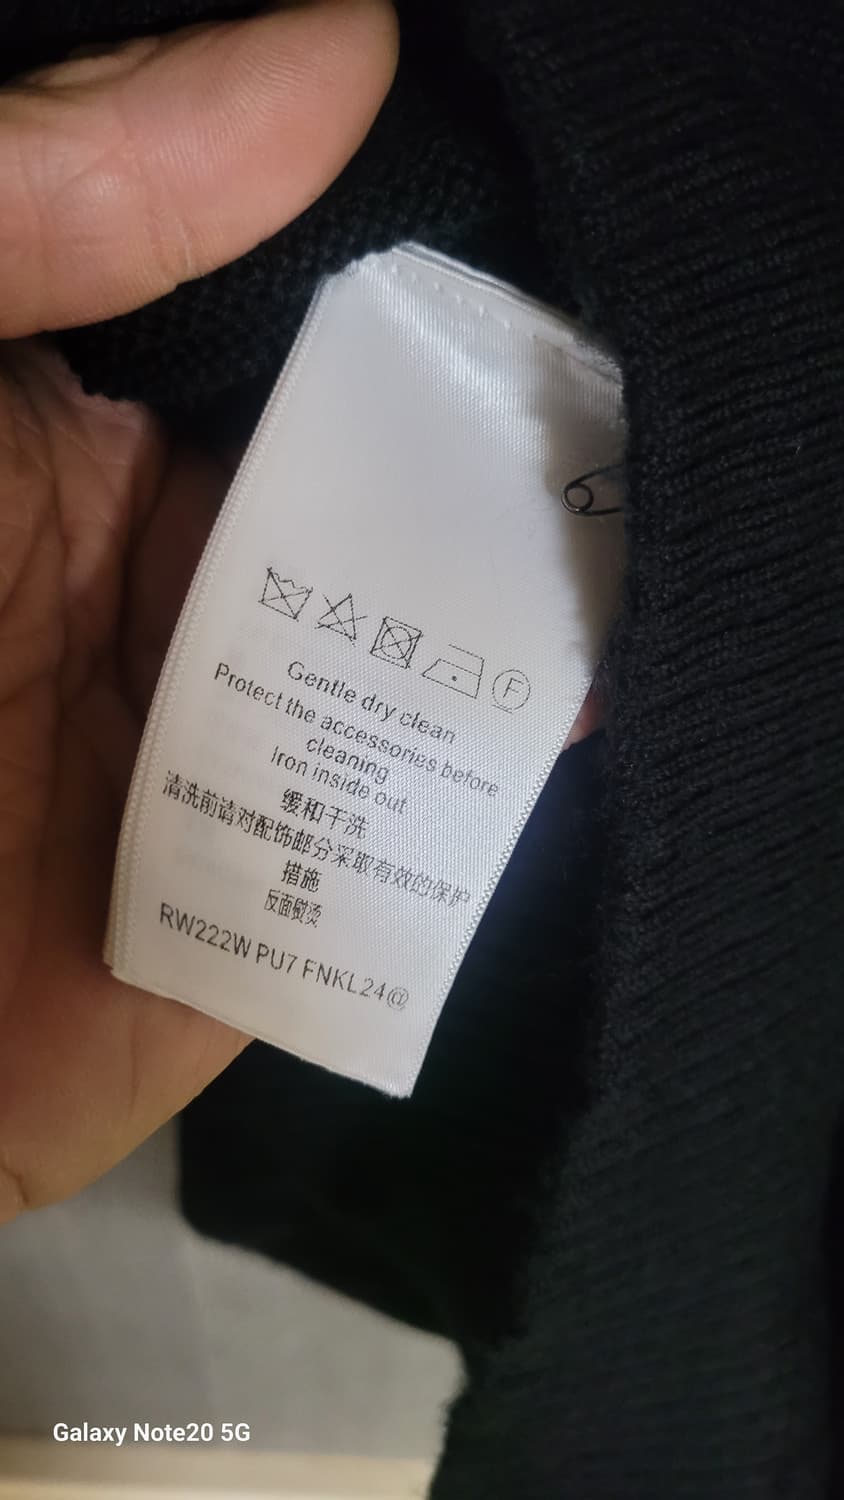 F
Gentle dry clean
Protect the accessories before
cleaning
Iron inside out
缓和干洗
清洗前请对配饰部分采取有效的保护
措施
反面熨烫
RW222W PU7 FNKL24@
Galaxy Note20 5G